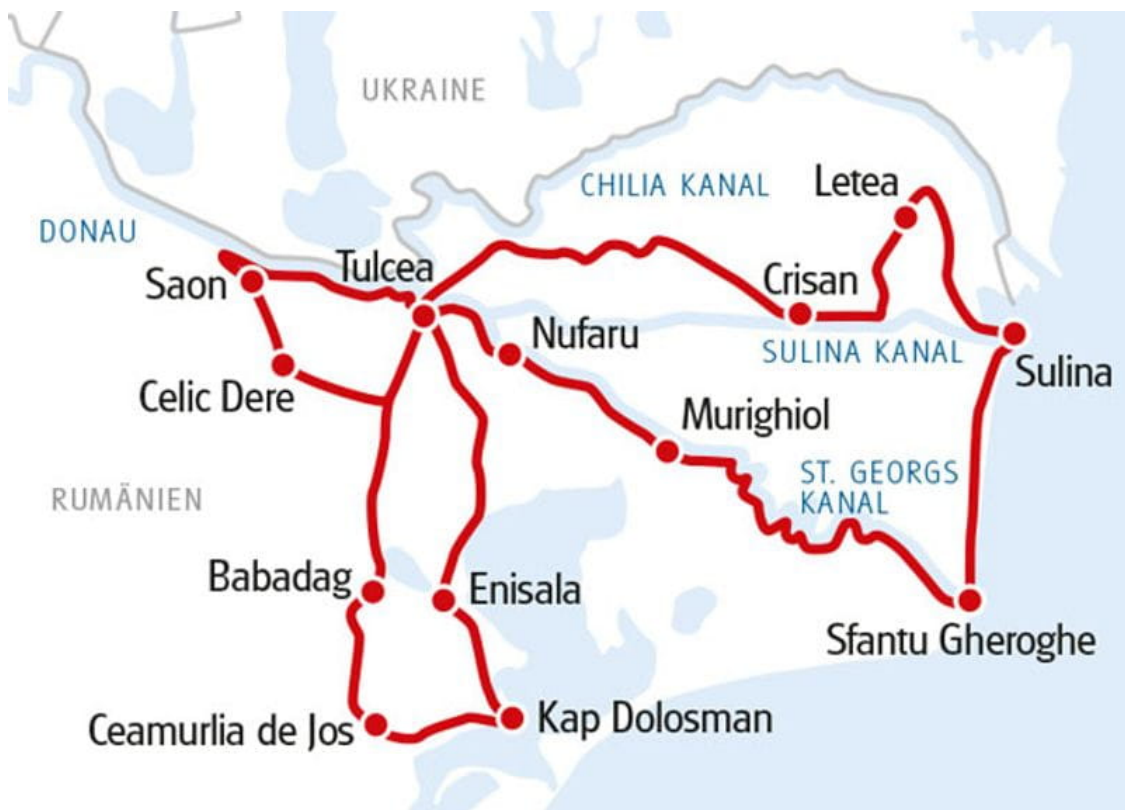 UKRAINE
CHILIA KANAL
Letea
DONAU
Saon
Tulcea
Crisan
Nufaru
SULINA KANAL
Sulina
Celic Dere
Murighiol
ST. GEORGS
KANAL
RUMÄNIEN
Babadag
Enisala
Sfantu Gheroghe
Ceamurlia de Jos
Kap Dolosman